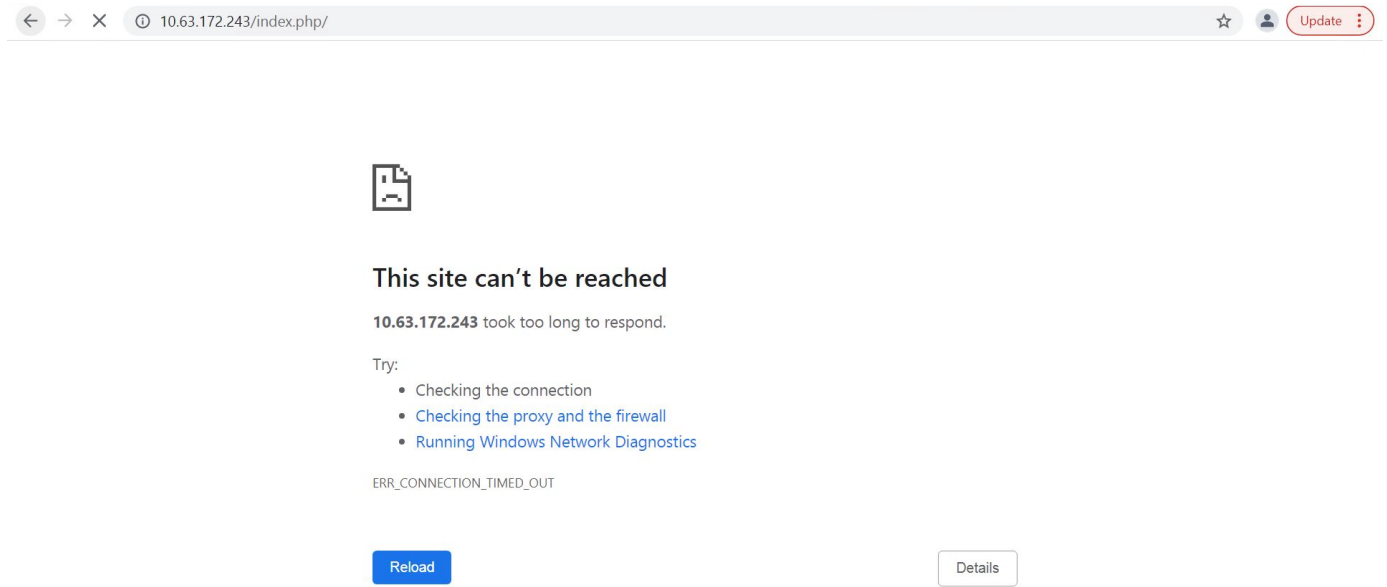 10.63.172.243/index.php/
Update
This site can’t be reached
10.63.172.243 took too long to respond.
Try:
Checking the connection
Checking the proxy and the firewall
Running Windows Network Diagnostics
ERR_CONNECTION_TIMED_OUT
Reload
Details